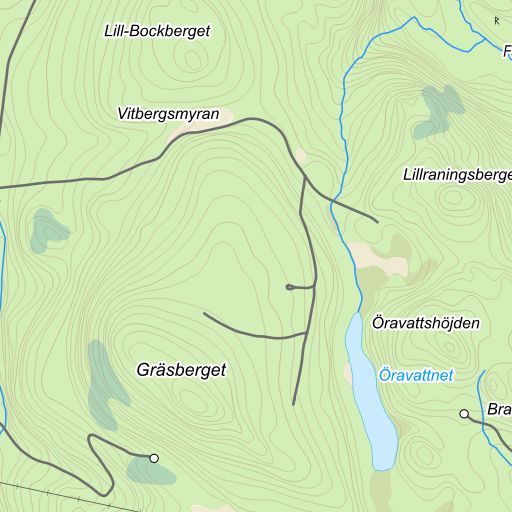 Lill-Bockberget
R
F
Vitbergsmyran
Lillraningsberge
Öravattshöjden
Gräsberget
Öravattnet
Bra